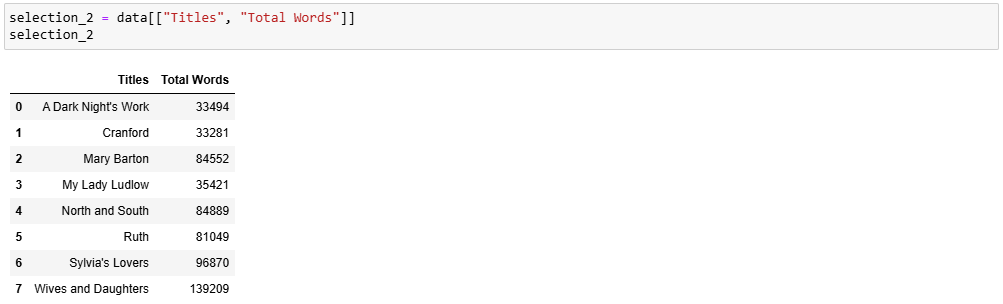 selection_2 = data[["Titles", "Total Words"]]
selection_2
Titles Total Words
0 A Dark Night's Work 33494
1 Cranford 33281
2 Mary Barton 84552
3 My Lady Ludlow 35421
4 North and South 84889
5 Ruth 81049
6 Sylvia's Lovers 96870
7 Wives and Daughters 139209